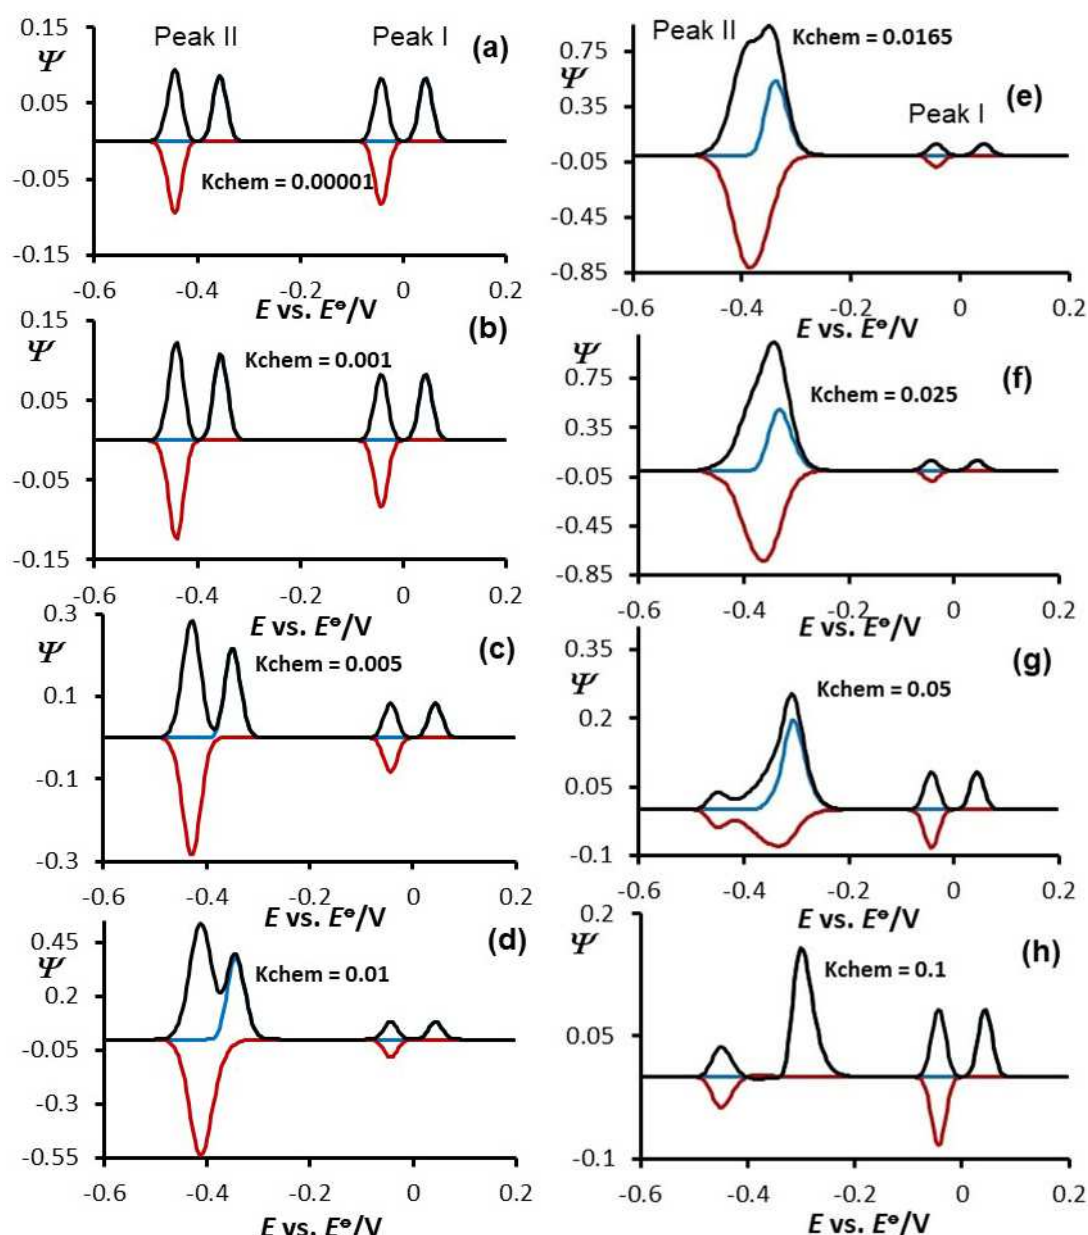 0.15
Ψ
0.05
-0.05
-0.15
Peak II
Peak I
(a)
Kchem = 0.00001
-0.6
-0.4
-0.2
0
0.2
E vs. E⦵/V
0.15
Ψ
0.05
-0.05
-0.15
(b)
Kchem = 0.001
-0.6
-0.4
-0.2
0
0.2
E vs. E⦵/V
0.3
Ψ
0.1
-0.1
-0.3
(c)
Kchem = 0.005
-0.6
-0.4
-0.2
0
0.2
E vs. E⦵/V
0.45
Ψ
0.2
-0.05
-0.3
-0.55
(d)
Kchem = 0.01
-0.6
-0.4
-0.2
0
0.2
E vs. E⦵/V
Peak II
Kchem = 0.0165
0.75
Ψ
0.35
-0.05
-0.45
-0.85
Peak I
(e)
-0.6
-0.4
-0.2
0
0.2
E vs. E⦵/V
Ψ
0.75
0.35
-0.05
-0.45
-0.85
(f)
Kchem = 0.025
-0.6
-0.4
-0.2
0
0.2
E vs. E⦵/V
0.35
Ψ
0.2
0.05
-0.1
(g)
Kchem = 0.05
-0.6
-0.4
-0.2
0
0.2
E vs. E⦵/V
0.2
Ψ
0.05
-0.1
(h)
Kchem = 0.1
-0.6
-0.4
-0.2
0
0.2
E vs. E⦵/V